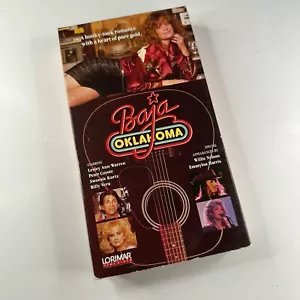 A honky-tonk romance
with a heart of pure gold.
Baja
OKLAHOMA
STARRING
Lesley Ann Warren
Peter Coyote
Swoosie Kurtz
Billy Vera
SPECIAL
APPEARANCES BY
Willie Nelson
Emmylou Harris
LORIMAR